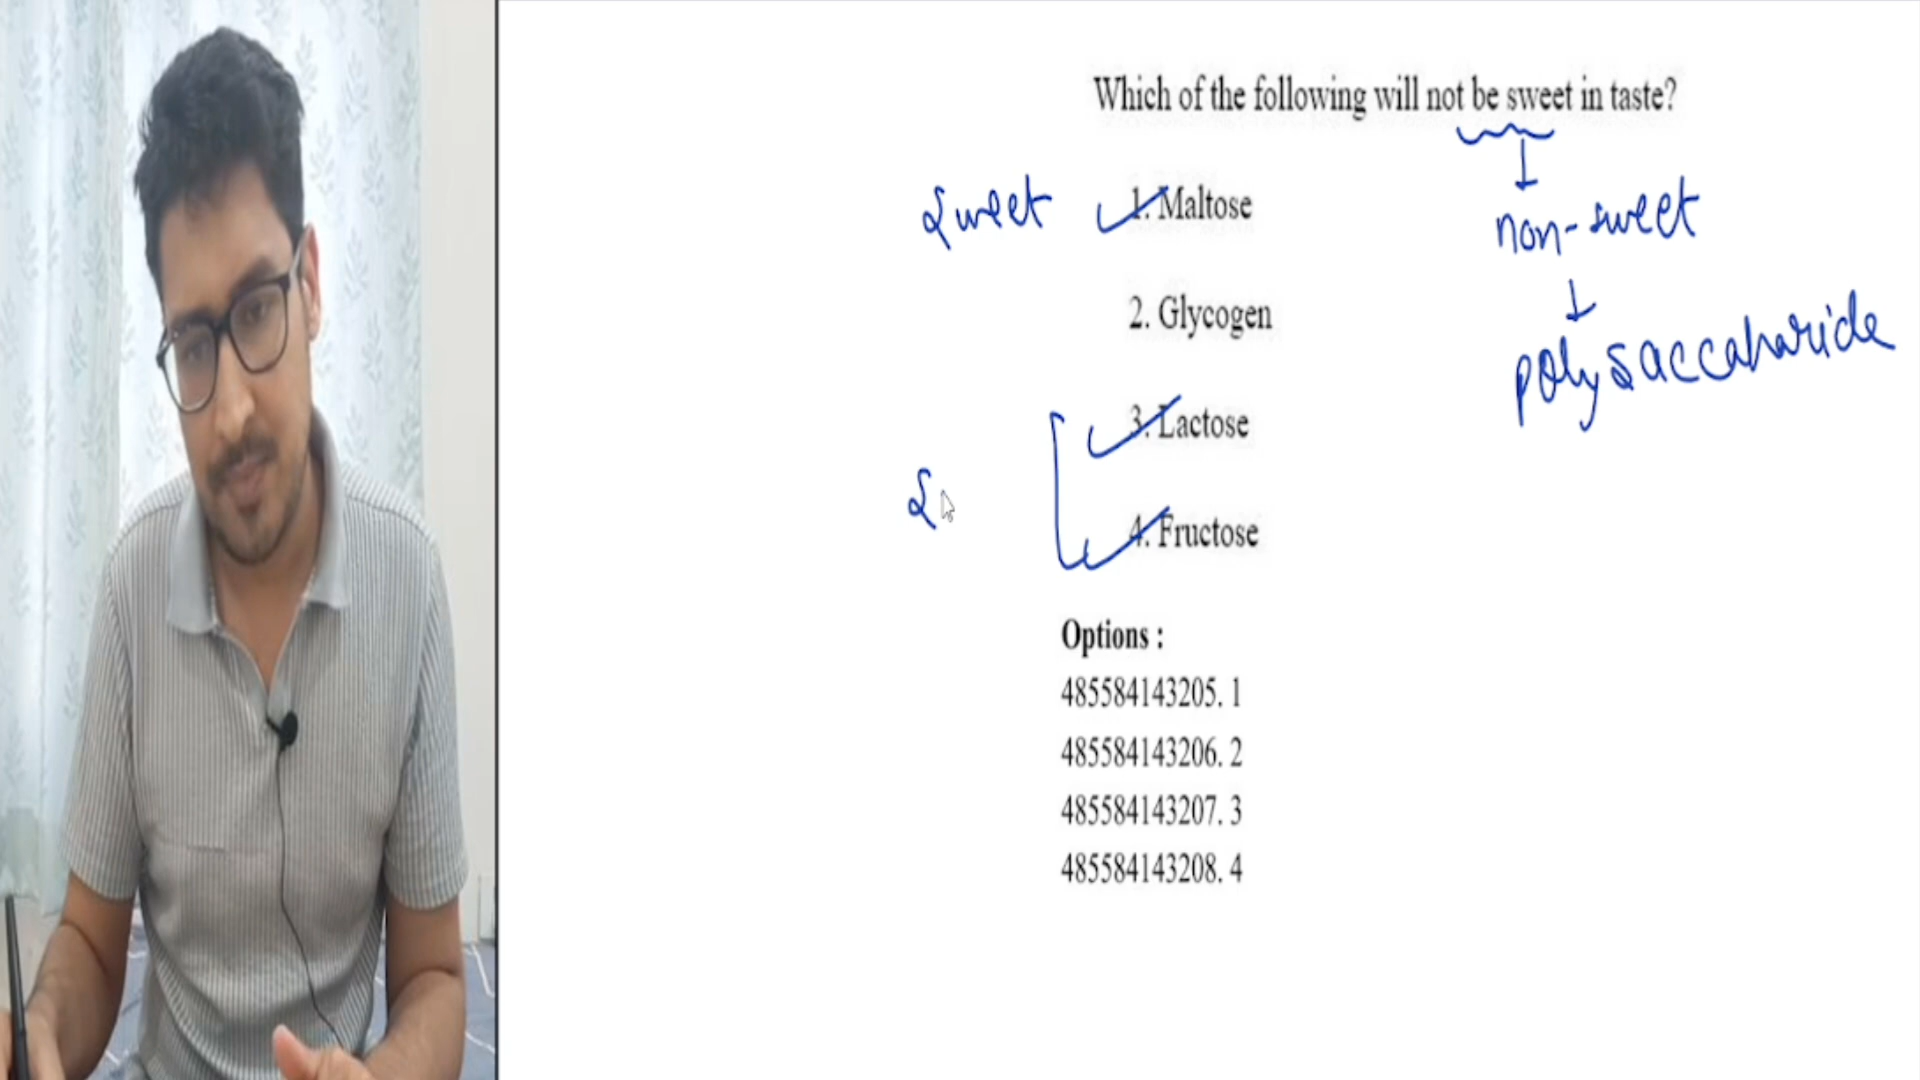 Which of the following will not be sweet in taste?
sweet
1. Maltose
non-sweet
2. Glycogen
polysaccaharide
3. Lactose
4. Fructose
Options :
485584143205. 1
485584143206. 2
485584143207. 3
485584143208. 4